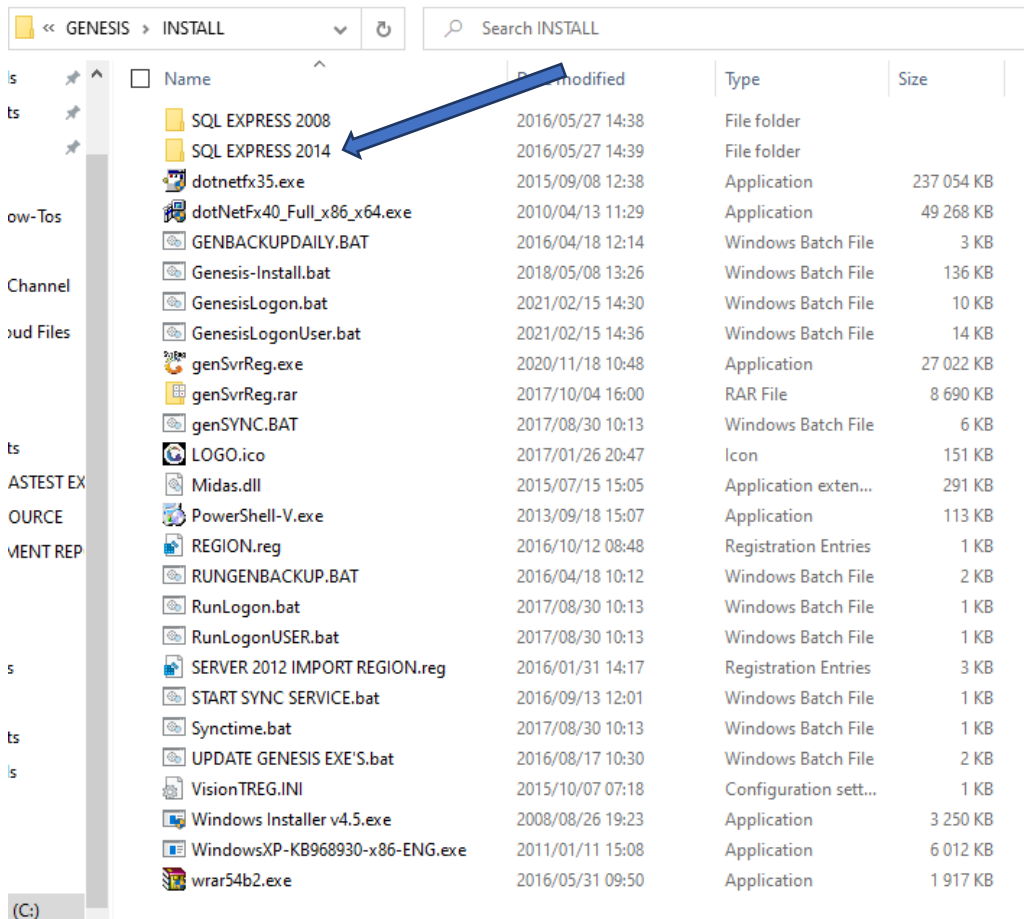 « GENESIS > INSTALL
Search INSTALL
Name modified Type Size
SQL EXPRESS 2008 2016/05/27 14:38 File folder
SQL EXPRESS 2014 2016/05/27 14:39 File folder
dotnetfx35.exe 2015/09/08 12:38 Application 237 054 KB
dotNetFx40_Full_x86_x64.exe 2010/04/13 11:29 Application 49 268 KB
GENBACKUPDAILY.BAT 2016/04/18 12:14 Windows Batch File 3 KB
Genesis-Install.bat 2018/05/08 13:26 Windows Batch File 136 KB
GenesisLogon.bat 2021/02/15 14:30 Windows Batch File 10 KB
GenesisLogonUser.bat 2021/02/15 14:36 Windows Batch File 14 KB
genSvrReg.exe 2020/11/18 10:48 Application 27 022 KB
genSvrReg.rar 2017/10/04 16:00 RAR File 8 690 KB
genSYNC.BAT 2017/08/30 10:13 Windows Batch File 6 KB
LOGO.ico 2017/01/26 20:47 Icon 151 KB
Midas.dll 2015/07/15 15:05 Application exten... 291 KB
PowerShell-V.exe 2013/09/18 15:07 Application 113 KB
REGION.reg 2016/10/12 08:48 Registration Entries 1 KB
RUNGENBACKUP.BAT 2016/04/18 10:12 Windows Batch File 2 KB
RunLogon.bat 2017/08/30 10:13 Windows Batch File 1 KB
RunLogonUSER.bat 2017/08/30 10:13 Windows Batch File 1 KB
SERVER 2012 IMPORT REGION.reg 2016/01/31 14:17 Registration Entries 3 KB
START SYNC SERVICE.bat 2016/09/13 12:01 Windows Batch File 1 KB
Synctime.bat 2017/08/30 10:13 Windows Batch File 1 KB
UPDATE GENESIS EXE'S.bat 2016/08/17 10:30 Windows Batch File 2 KB
VisionTREG.INI 2015/10/07 07:18 Configuration sett... 1 KB
Windows Installer v4.5.exe 2008/08/26 19:23 Application 3 250 KB
WindowsXP-KB968930-x86-ENG.exe 2011/01/11 15:08 Application 6 012 KB
wrar54b2.exe 2016/05/31 09:50 Application 1 917 KB
ls
ts
ow-Tos
Channel
oud Files
ts
ASTEST EX
OURCE
MENT REP
s
ts
ls
(C:)